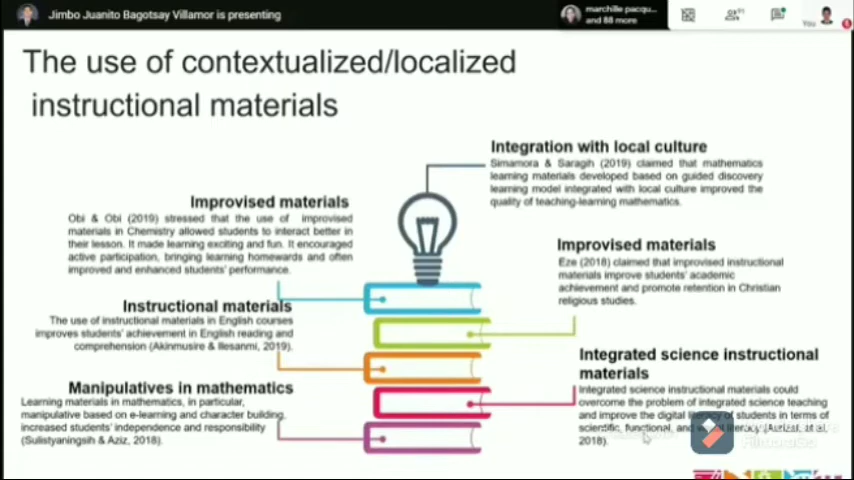 Jimbo Juanito Bagotsay Villamor is presenting
marchille pacqu...
and 88 more
You
The use of contextualized/localized
instructional materials
Integration with local culture
Simamora & Saragih (2019) claimed that mathematics
learning materials developed based on guided discovery
learning model integrated with local culture improved the
quality of teaching-learning mathematics.
Improvised materials
Obi & Obi (2019) stressed that the use of improvised
materials in Chemistry allowed students to interact better in
their lesson. It made learning exciting and fun. It encouraged
active participation, bringing learning homewards and often
improved and enhanced students' performance.
Improvised materials
Eze (2018) claimed that improvised instructional
materials improve students' academic
achievement and promote retention in Christian
religious studies.
Instructional materials
The use of instructional materials in English courses
improves students' achievement in English reading and
comprehension (Akinmusire & Ilesanmi, 2019).
Integrated science instructional
materials
Integrated science instructional materials could
overcome the problem of integrated science teaching
and improve the digital literacy of students in terms of
scientific, functional, and literacy et al.
2018).
Manipulatives in mathematics
Learning materials in mathematics, in particular,
manipulative based on e-learning and character building,
increased students' independence and responsibility
(Sulistyaningsih & Aziz, 2018).
FilmoraGo